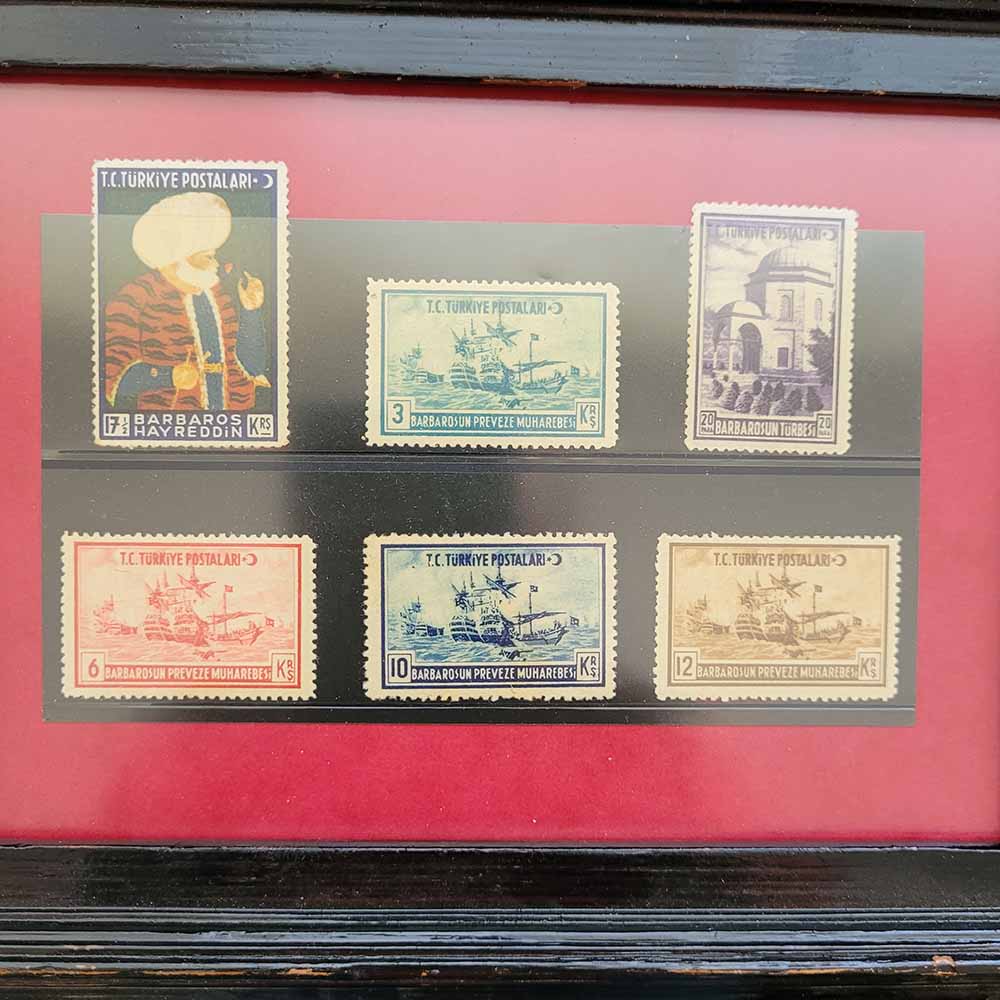 T.C.TÜRKİYE POSTALARI
17 1/2 BARBAROS HAYREDDİN KRŞ
T.C.TÜRKİYE POSTALARI
3 BARBAROSUN PREVEZE MUHAREBESİ KRŞ
T.C.TÜRKİYE POSTALARI
20 PARA BARBAROSUN TÜRBESİ 20 PARA
T.C.TÜRKİYE POSTALARI
6 BARBAROSUN PREVEZE MUHAREBESİ KRŞ
T.C.TÜRKİYE POSTALARI
10 BARBAROSUN PREVEZE MUHAREBESİ KRŞ
T.C.TÜRKİYE POSTALARI
12 BARBAROSUN PREVEZE MUHAREBESİ KRŞ